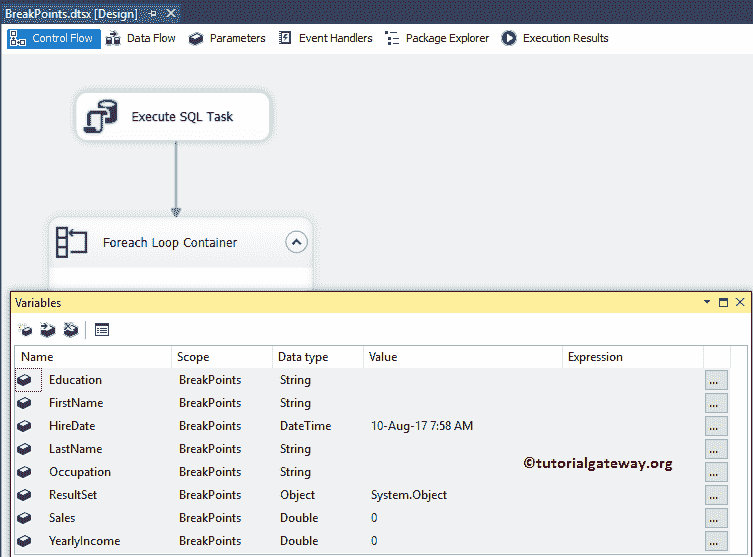 BreakPoints.dtsx [Design]
Control Flow Data Flow Parameters Event Handlers Package Explorer Execution Results
Execute SQL Task
Foreach Loop Container
Variables
Name Scope Data type Value Expression
Education BreakPoints String ...
FirstName BreakPoints String ...
HireDate BreakPoints DateTime 10-Aug-17 7:58 AM ...
LastName BreakPoints String ...
©tutorialgateway.org
Occupation BreakPoints String ...
ResultSet BreakPoints Object System.Object ...
Sales BreakPoints Double 0 ...
YearlyIncome BreakPoints Double 0 ...